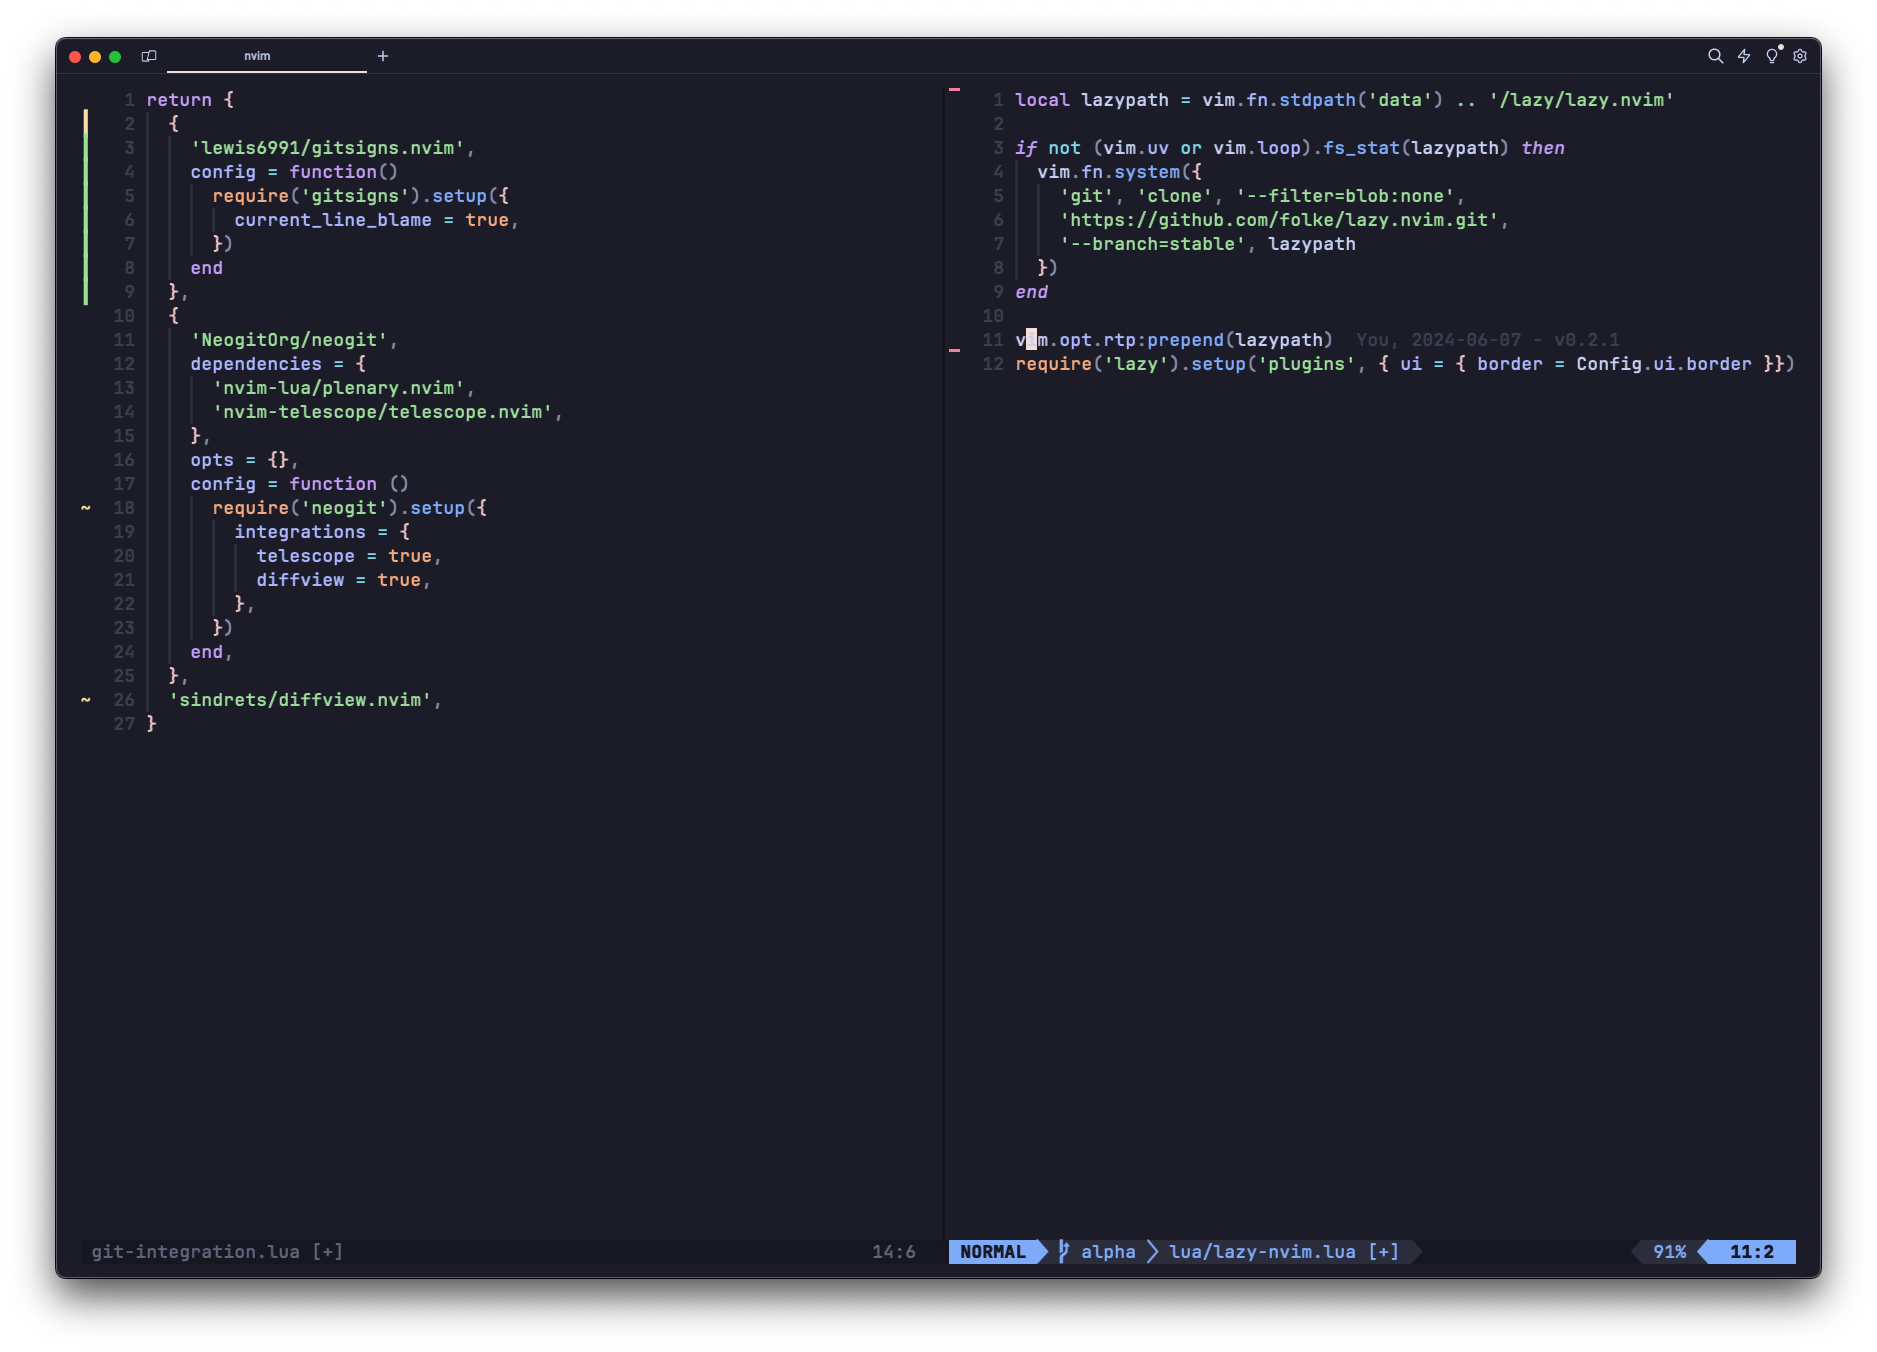 nvim
1 return {
2 {
3 'lewis6991/gitsigns.nvim',
4 config = function()
5 require('gitsigns').setup({
6 current_line_blame = true,
7 })
8 end
9 },
10 {
11 'NeogitOrg/neogit',
12 dependencies = {
13 'nvim-lua/plenary.nvim',
14 'nvim-telescope/telescope.nvim',
15 },
16 opts = {},
17 config = function ()
~ 18 require('neogit').setup({
19 integrations = {
20 telescope = true,
21 diffview = true,
22 },
23 })
24 end,
25 },
~ 26 'sindrets/diffview.nvim',
27 }
git-integration.lua [+] 14:6
1 local lazypath = vim.fn.stdpath('data') .. '/lazy/lazy.nvim'
2
3 if not (vim.uv or vim.loop).fs_stat(lazypath) then
4 vim.fn.system({
5 'git', 'clone', '--filter=blob:none',
6 'https://github.com/folke/lazy.nvim.git',
7 '--branch=stable', lazypath
8 })
9 end
10
11 vim.opt.rtp:prepend(lazypath) You, 2024-06-07 - v0.2.1
12 require('lazy').setup('plugins', { ui = { border = Config.ui.border }})
NORMAL alpha lua/lazy-nvim.lua [+] 91% 11:2